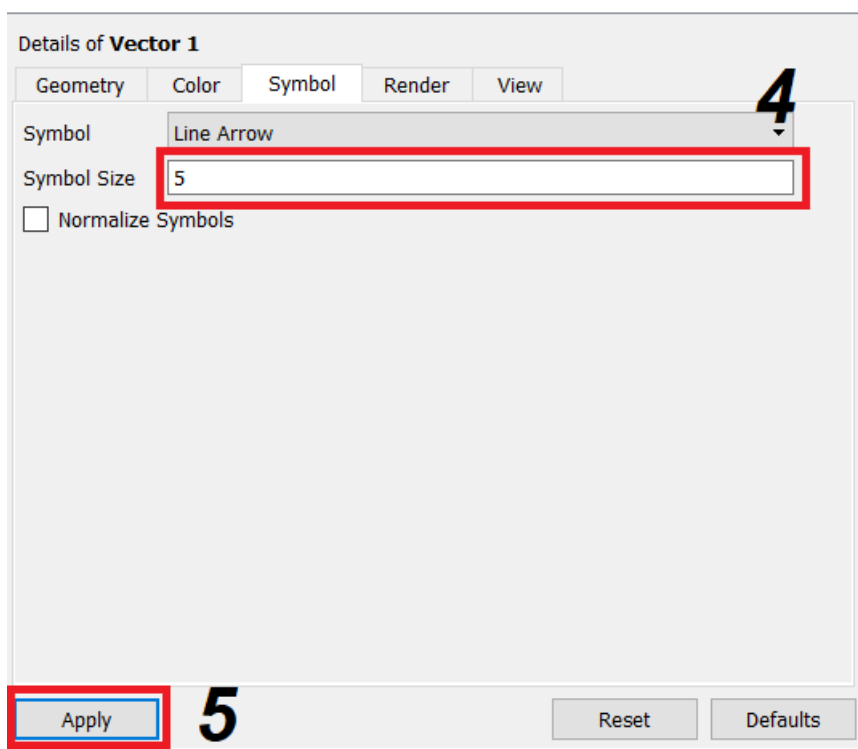 Details of Vector 1
Geometry Color Symbol Render View
4
Symbol Line Arrow
Symbol Size 5
Normalize Symbols
Apply 5 Reset Defaults